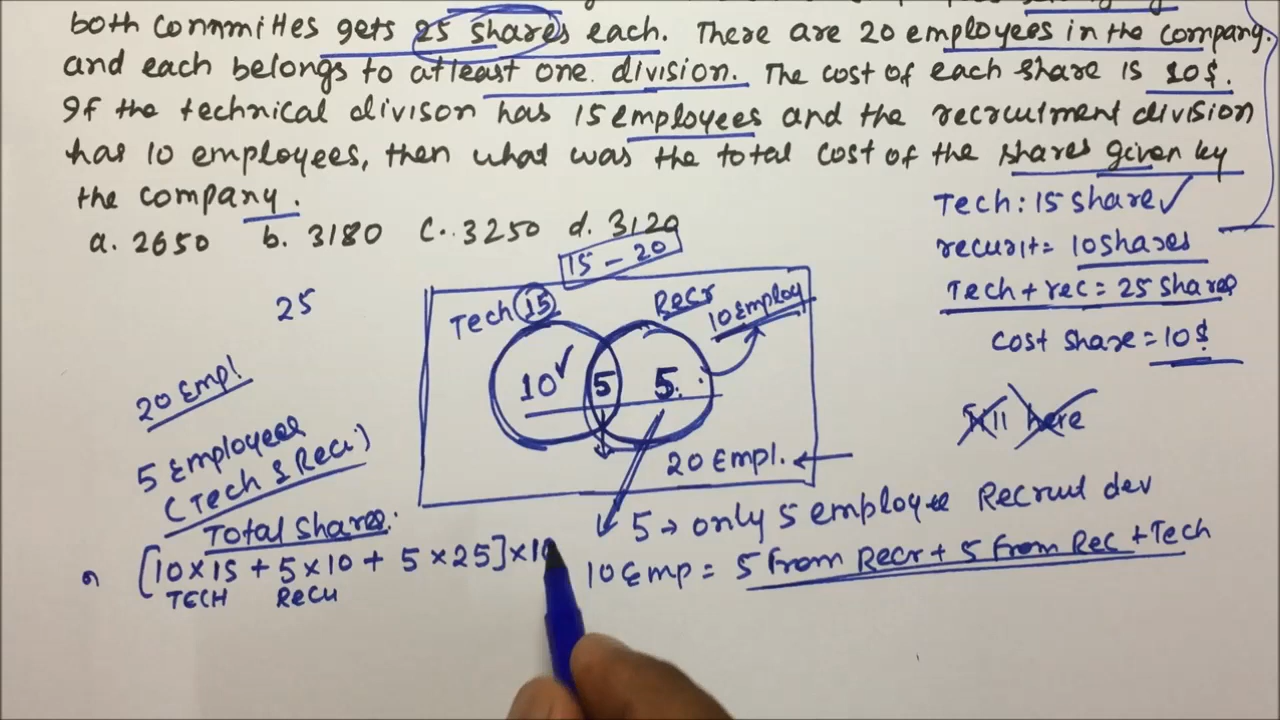 both Committes gets 25 shares each. There are 20 employees in the company.
and each belongs to atleast one division. The cost of each share is 10$.
If the technical divison has 15 employees and the recruitment division
has 10 employees, then what was the total cost of the shares given by
the company.
a. 2650 b. 3180 c. 3250 d. 3120
Tech: 15 share ✓
recurit = 10 shares
Tech + rec = 25 shares
cost share = 10$
15 - 20
Tech 15
Recr
10 Employ
10 ✓ 5 5
20 Empl.
25
20 Empl
5 Employees
(Tech & Recr.)
Total Shares.
[10 x 15 + 5 x 10 + 5 x 25] x 10
TECH RECU
here
5 → only 5 employee Recruit dev
10 Emp = 5 from Recr + 5 from Rec + Tech